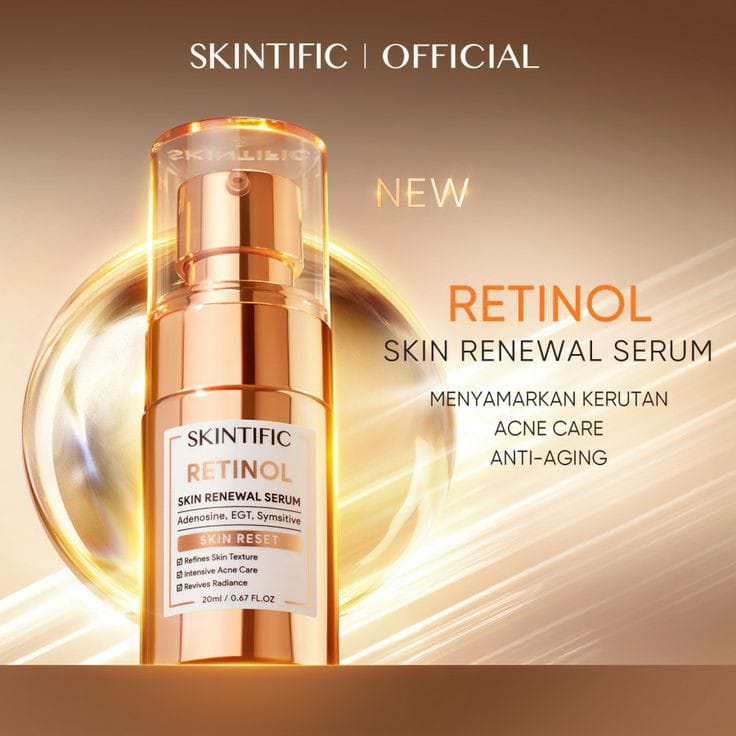 SKINTIFIC | OFFICIAL
SKINTIFIC
NEW
RETINOL
SKIN RENEWAL SERUM
MENYAMARKAN KERUTAN
ACNE CARE
ANTI-AGING
SKINTIFIC
RETINOL
SKIN RENEWAL SERUM
Adenosine, EGT, Symsitive
SKIN RESET
Refines Skin Texture
Intensive Acne Care
Revives Radiance
20ml / 0.67 FL.OZ